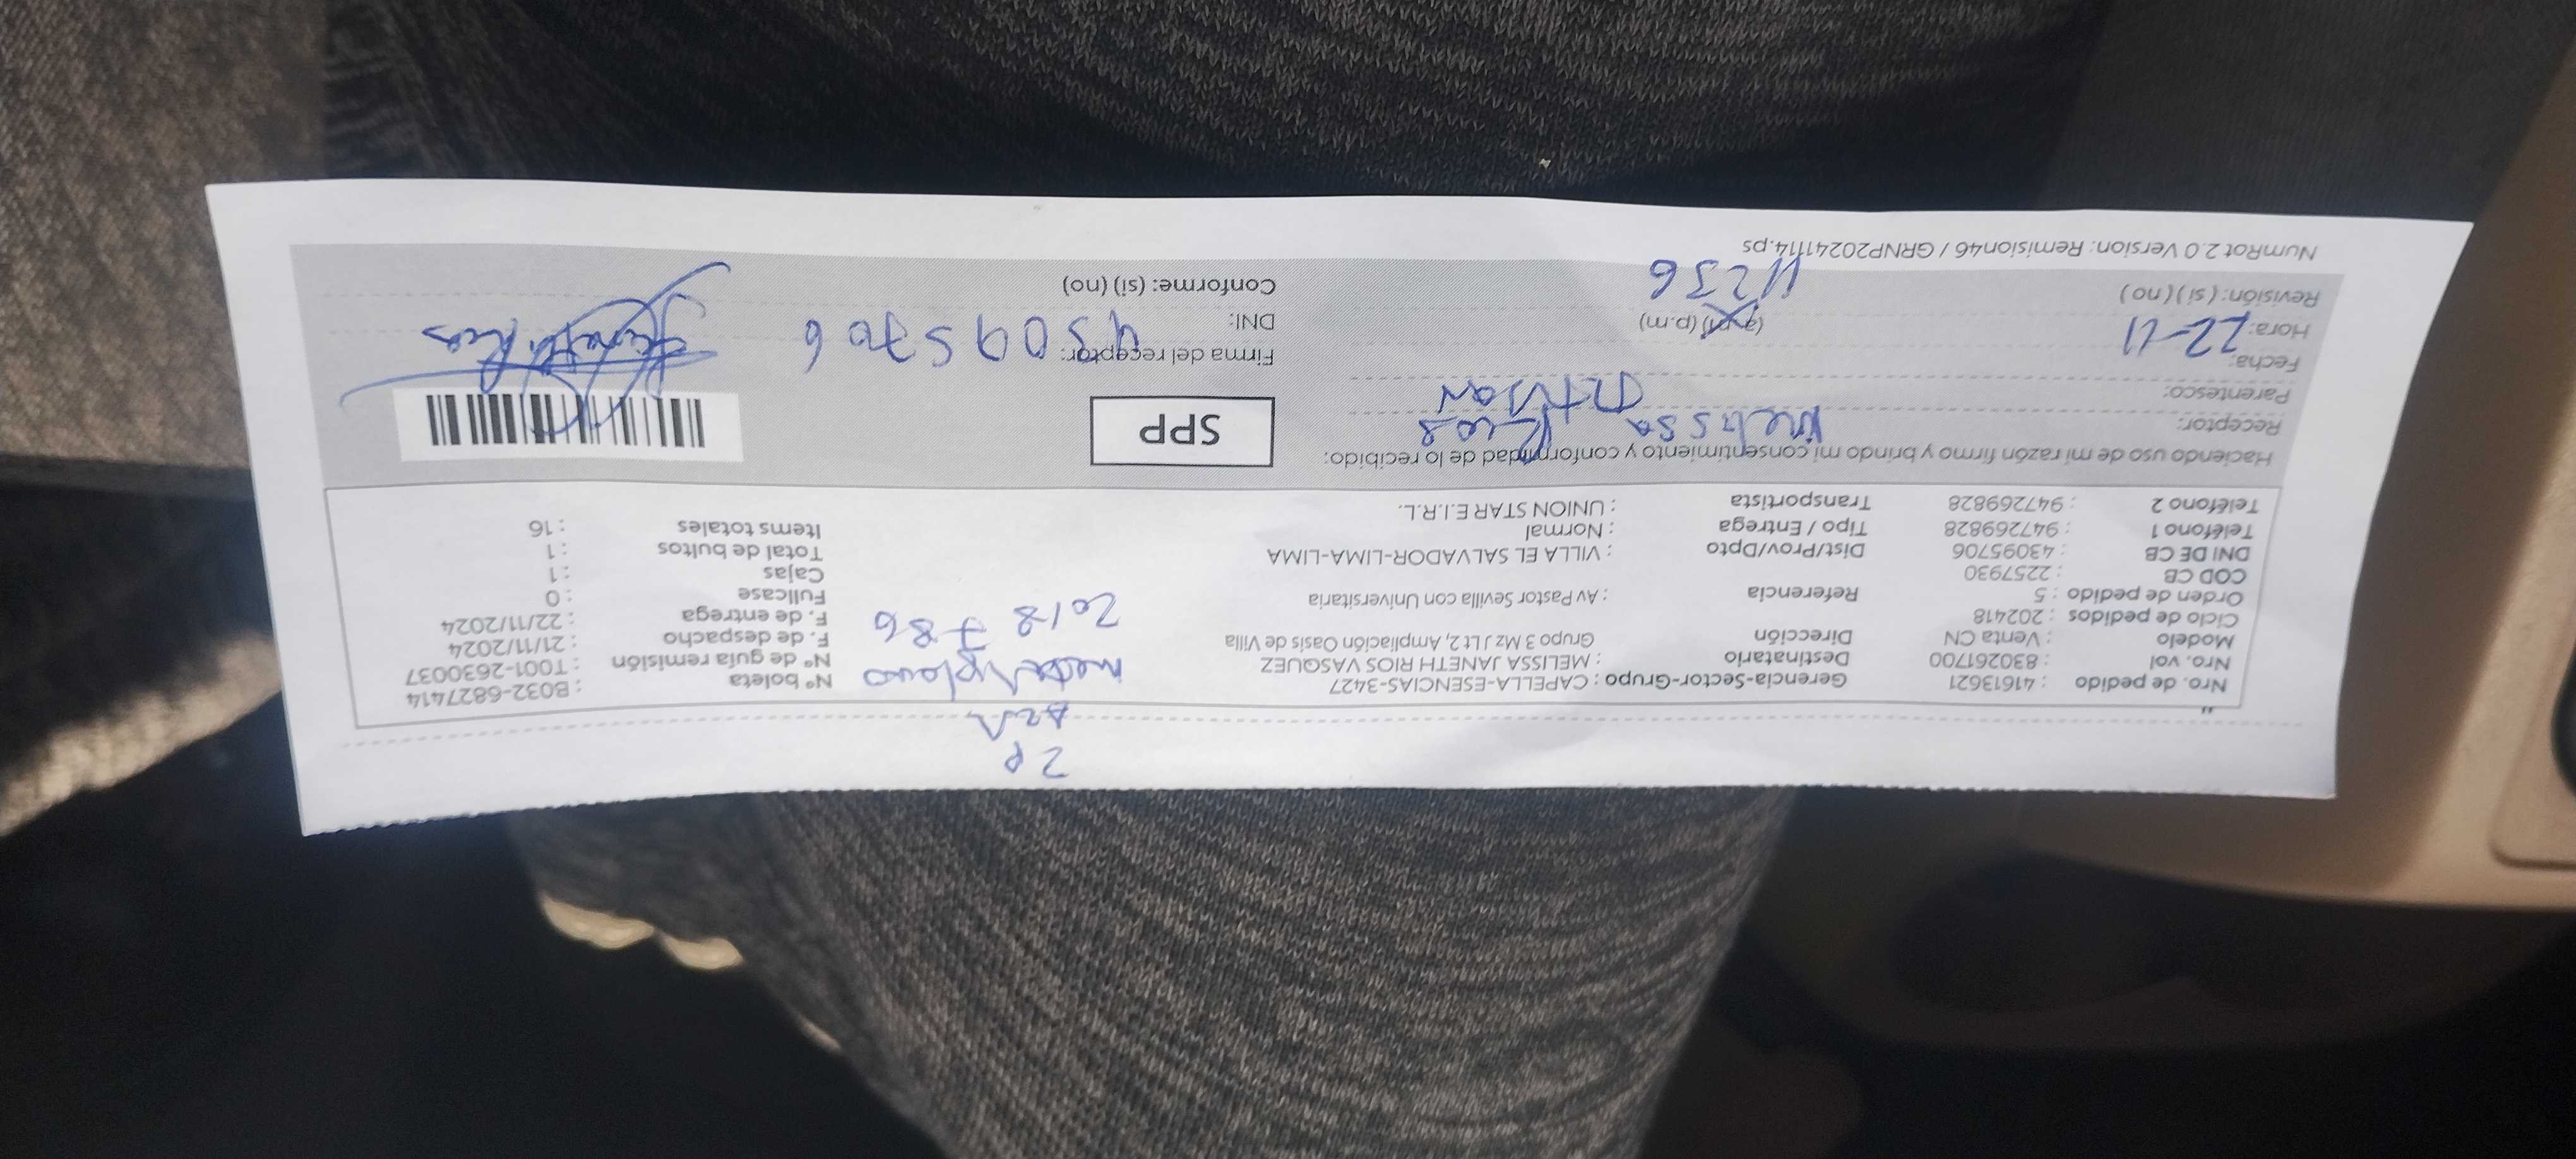 2P
AZL
Nro. de pedido : 41613621 Gerencia-Sector-Grupo : CAPELLA-ESENCIAS-3427 Nº boleta : B032-6827414
Nro. vol : 830261700 Destinatario : MELISSA JANETH RIOS VASQUEZ Nº de guía remisión : T001-2630037
Modelo : Venta CN Dirección Grupo 3 Mz J Lt 2, Ampliación Oasis de Villa F. de despacho : 21/11/2024
Ciclo de pedidos : 202418 F. de entrega : 22/11/2024
2018 786
Orden de pedido : 5 Referencia : Av Pastor Sevilla con Universitaria Fullcase : 0
COD CB : 2257930 Cajas : 1
DNI DE CB : 43095706 Dist/Prov/Dpto : VILLA EL SALVADOR-LIMA-LIMA Total de bultos : 1
Teléfono 1 : 947269828 Tipo / Entrega : Normal Items totales : 16
Teléfono 2 : 947269828 Transportista : UNION STAR E.I.R.L.
Haciendo uso de mi razón firmo y brindo mi consentimiento y conformidad de lo recibido:
Receptor: Melissa Rios
SPP
Parentesco: Titular
Fecha: 22-11
Firma del receptor:
Hora: (a.m) (p.m)
DNI: 43095706
Revisión: (si) (no) 11236
Conforme: (si) (no)
NumRot 2.0 Version: Remision46 / GRNP20241114.ps